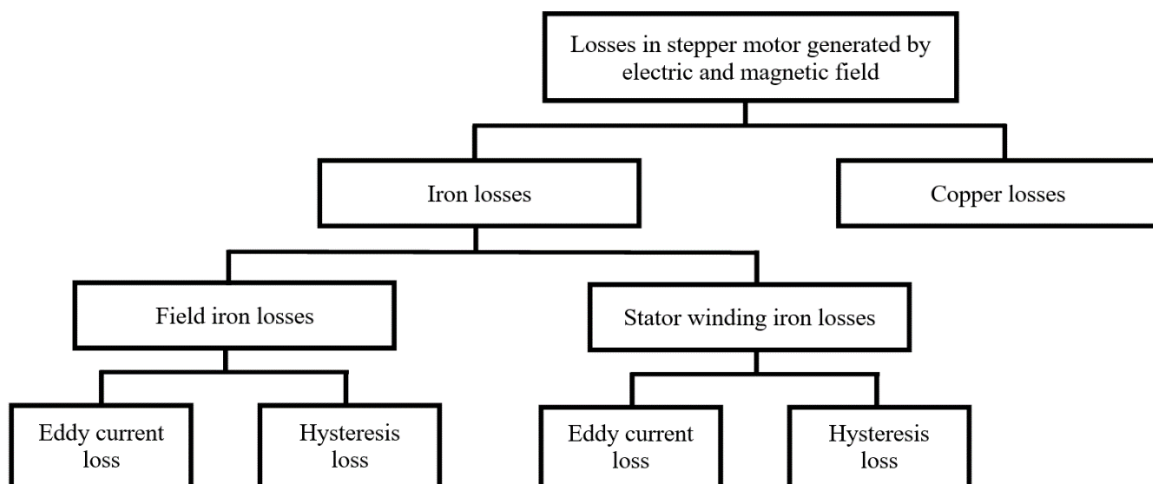 Losses in stepper motor generated by
electric and magnetic field
Iron losses
Copper losses
Field iron losses
Stator winding iron losses
Eddy current
loss
Hysteresis
loss
Eddy current
loss
Hysteresis
loss